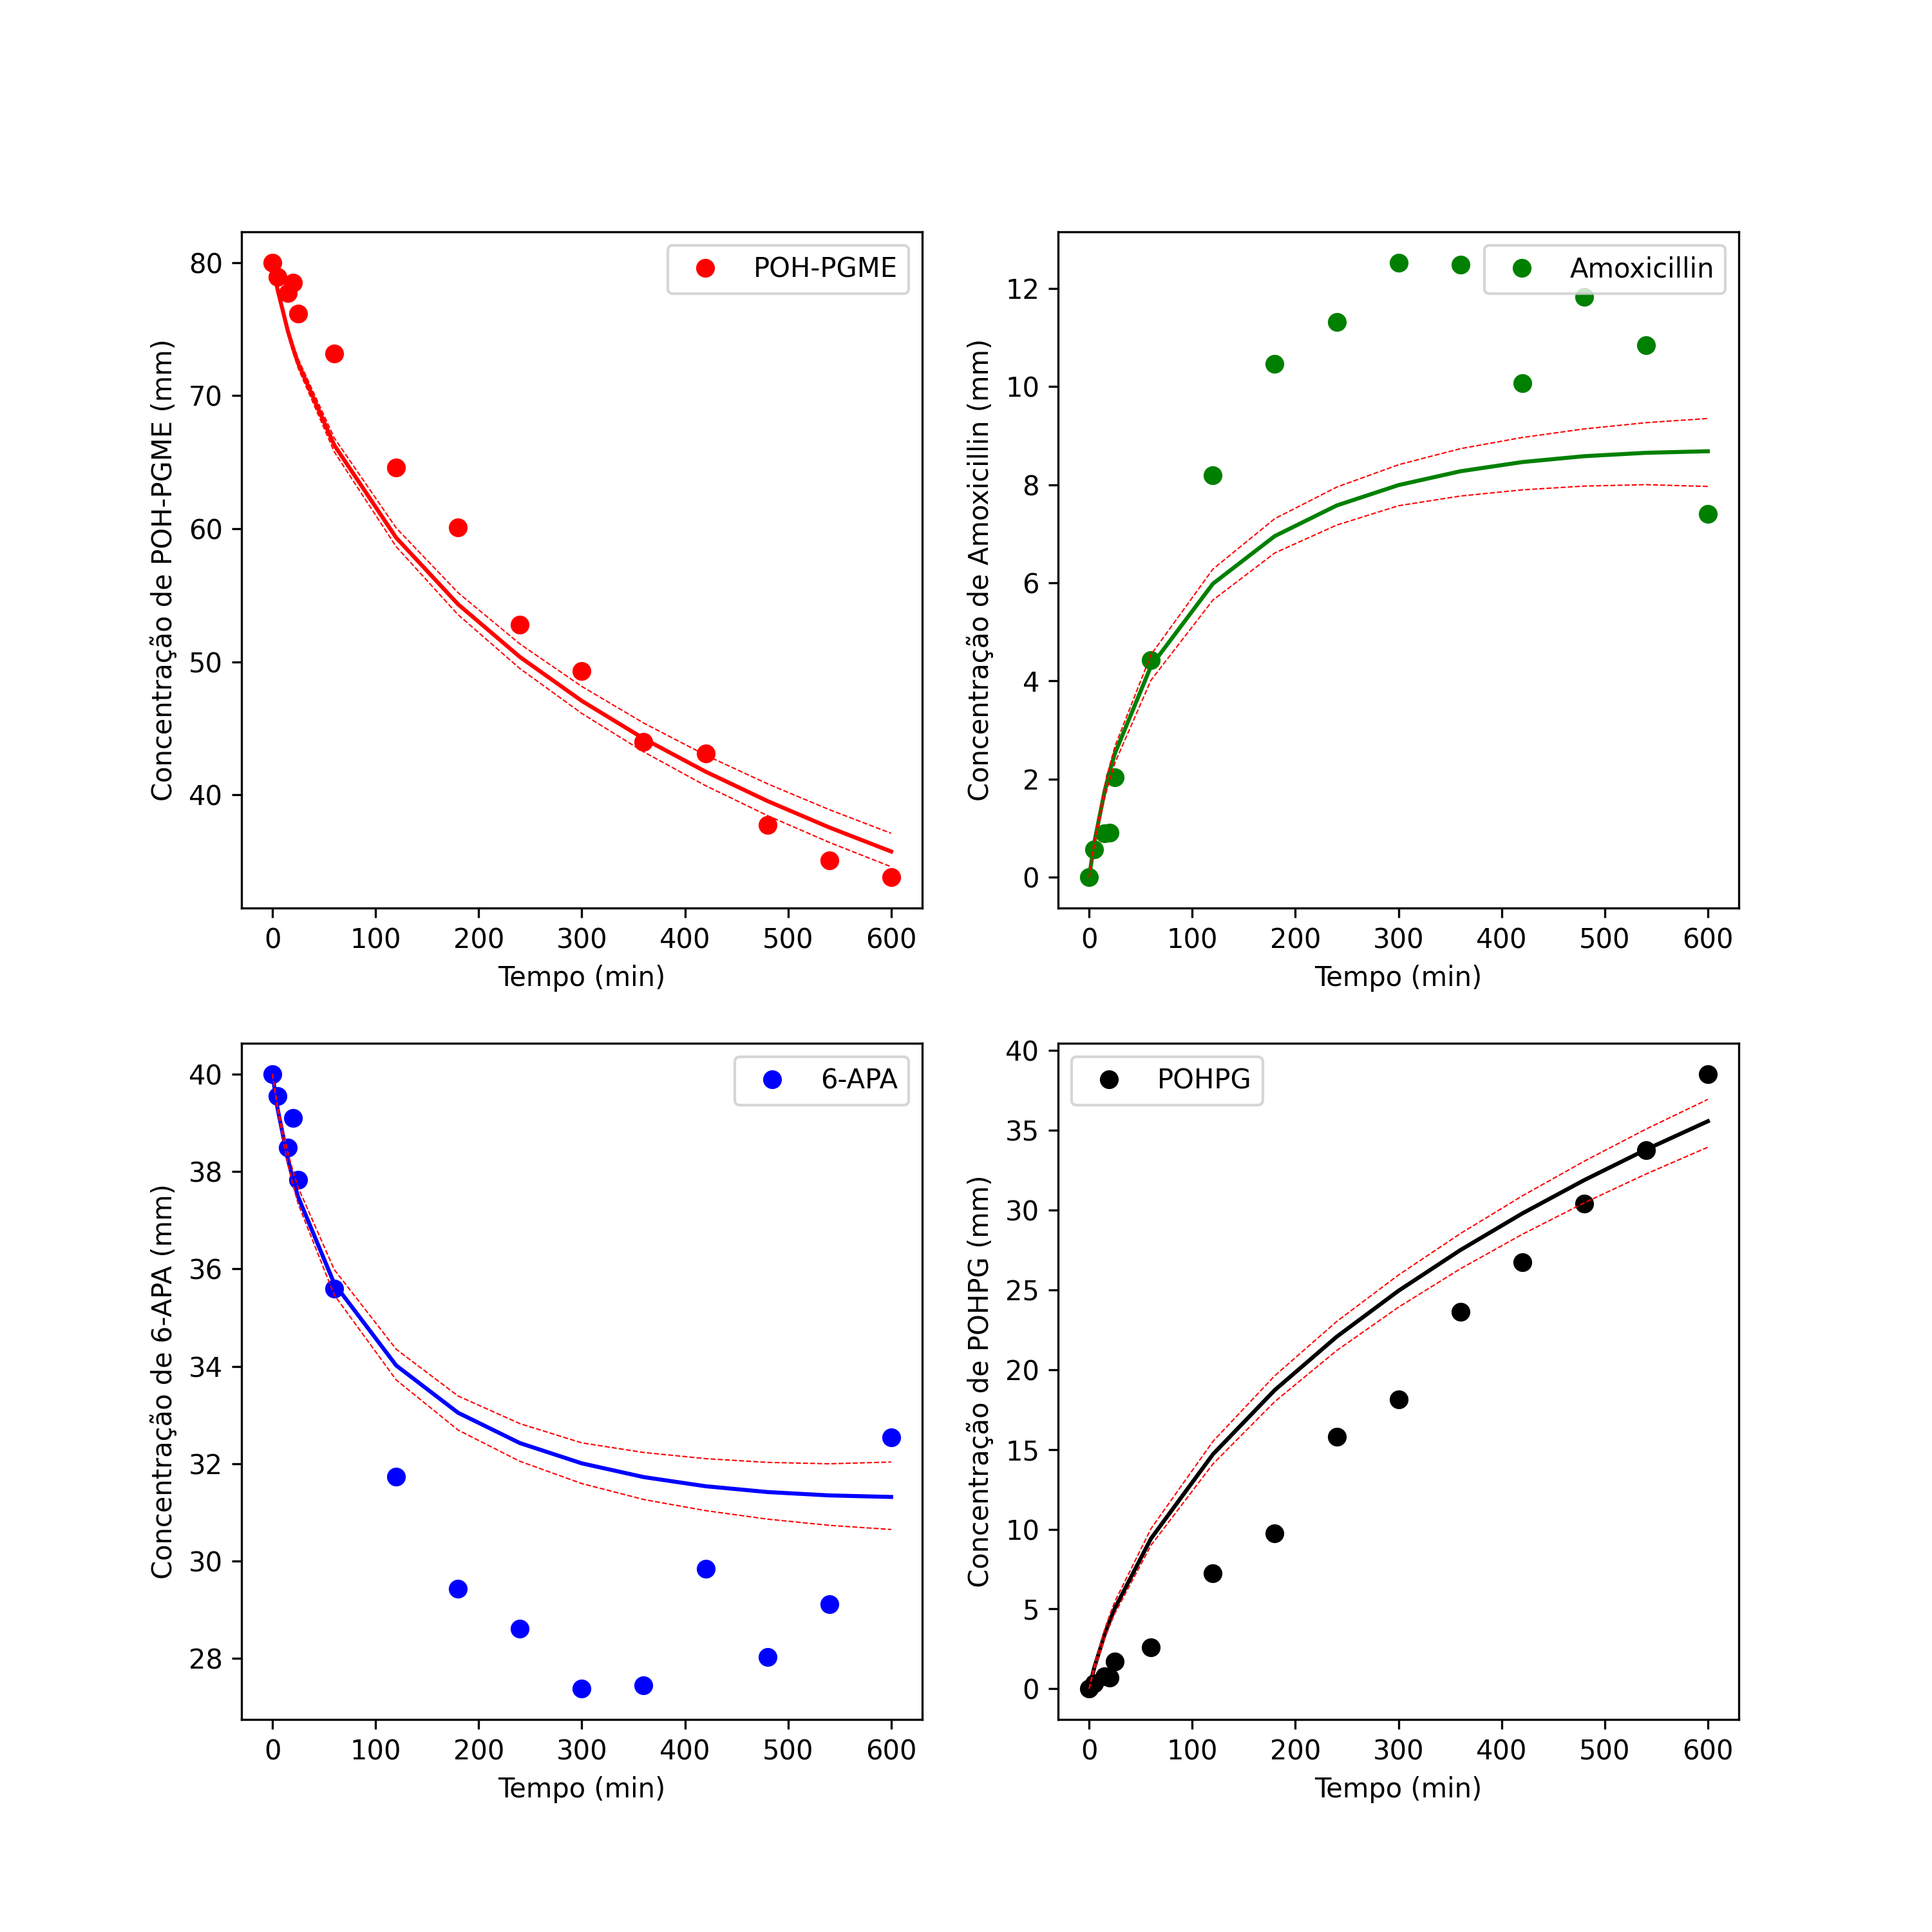 POH-PGME
80
70
60
50
40
Concentração de POH-PGME (mm)
0 100 200 300 400 500 600
Tempo (min)
Amoxicillin
12
10
8
6
4
2
0
Concentração de Amoxicillin (mm)
0 100 200 300 400 500 600
Tempo (min)
6-APA
40
38
36
34
32
30
28
Concentração de 6-APA (mm)
0 100 200 300 400 500 600
Tempo (min)
POHPG
40
35
30
25
20
15
10
5
0
Concentração de POHPG (mm)
0 100 200 300 400 500 600
Tempo (min)